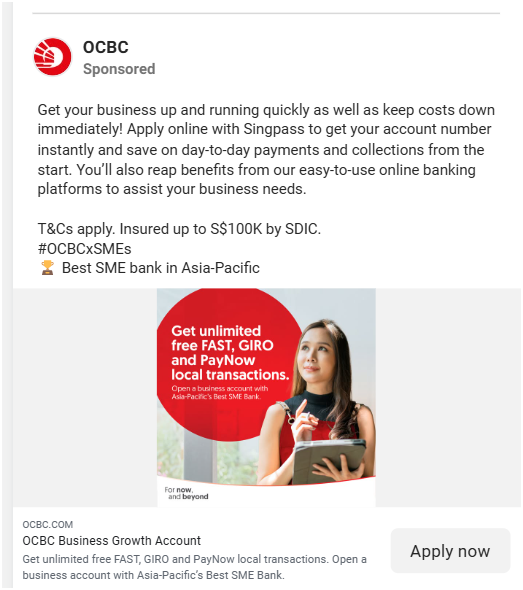 OCBC
Sponsored
Get your business up and running quickly as well as keep costs down
immediately! Apply online with Singpass to get your account number
instantly and save on day-to-day payments and collections from the
start. You’ll also reap benefits from our easy-to-use online banking
platforms to assist your business needs.
T&Cs apply. Insured up to S$100K by SDIC.
#OCBCxSMEs
🏆 Best SME bank in Asia-Pacific
Get unlimited
free FAST, GIRO
and PayNow
local transactions.
Open a business account with
Asia-Pacific's Best SME Bank.
For now,
and beyond
OCBC.COM
OCBC Business Growth Account
Get unlimited free FAST, GIRO and PayNow local transactions. Open a
business account with Asia-Pacific’s Best SME Bank.
Apply now